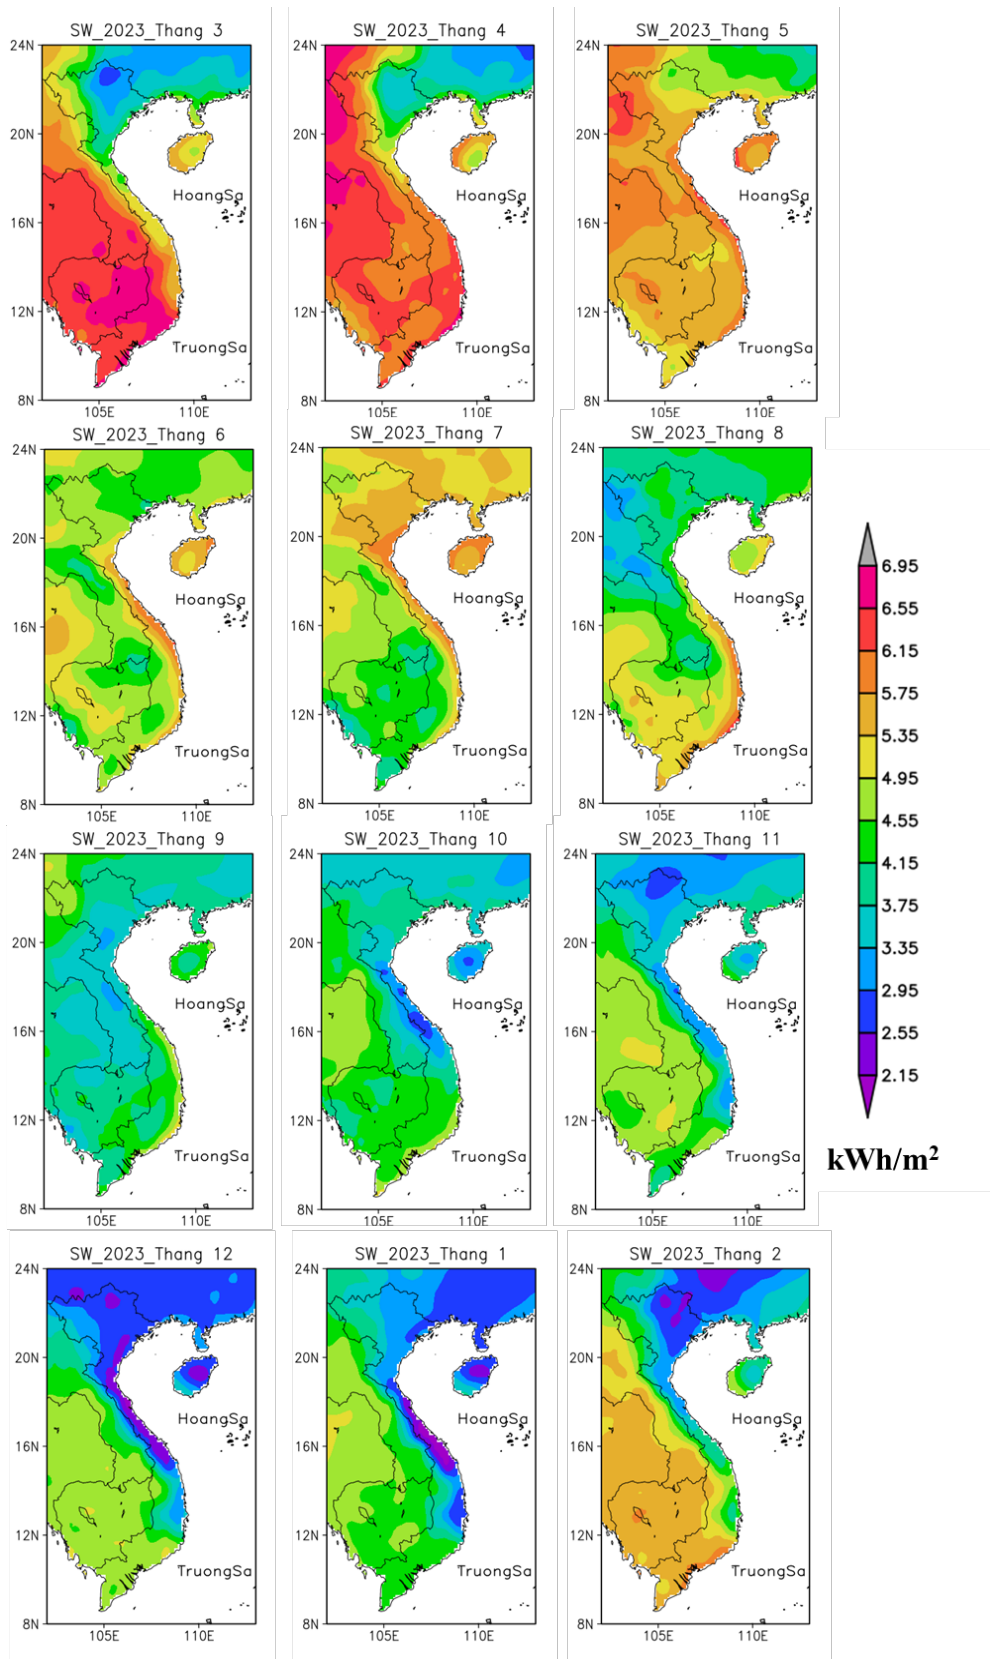 SW_2023_Thang 3
24N
20N
16N
12N
8N
105E
110E
HoangSa
TruongSa
SW_2023_Thang 4
24N
20N
16N
12N
8N
105E
110E
HoangSa
TruongSa
SW_2023_Thang 5
24N
20N
16N
12N
8N
105E
110E
HoangSa
TruongSa
SW_2023_Thang 6
24N
20N
16N
12N
8N
105E
110E
HoangSa
TruongSa
SW_2023_Thang 7
24N
20N
16N
12N
8N
105E
110E
HoangSa
TruongSa
SW_2023_Thang 8
24N
20N
16N
12N
8N
105E
110E
HoangSa
TruongSa
6.95
6.55
6.15
5.75
5.35
4.95
4.55
4.15
3.75
3.35
2.95
2.55
2.15
kWh/m²
SW_2023_Thang 9
24N
20N
16N
12N
8N
105E
110E
HoangSa
TruongSa
SW_2023_Thang 10
24N
20N
16N
12N
8N
105E
110E
HoangSa
TruongSa
SW_2023_Thang 11
24N
20N
16N
12N
8N
105E
110E
HoangSa
TruongSa
SW_2023_Thang 12
24N
20N
16N
12N
8N
105E
110E
HoangSa
TruongSa
SW_2023_Thang 1
24N
20N
16N
12N
8N
105E
110E
HoangSa
TruongSa
SW_2023_Thang 2
24N
20N
16N
12N
8N
105E
110E
HoangSa
TruongSa